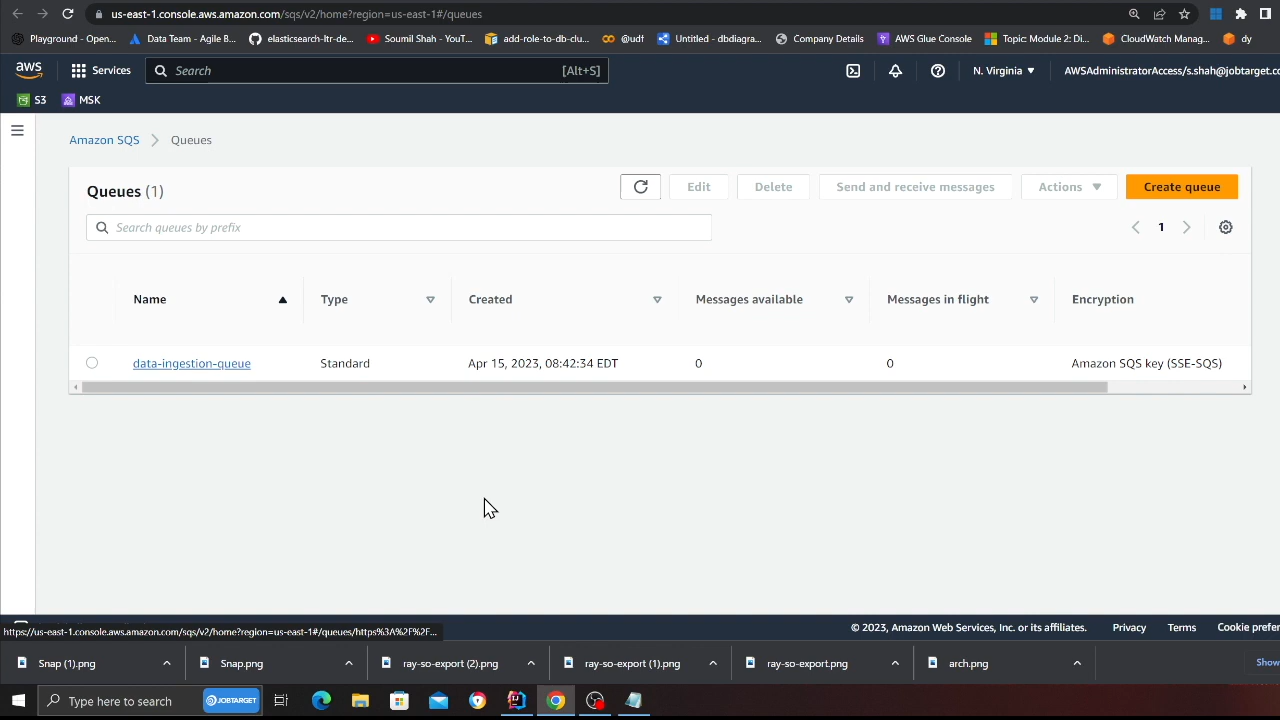 us-east-1.console.aws.amazon.com/sqs/v2/home?region=us-east-1#/queues
Playground - Open... Data Team - Agile B... elasticsearch-ltr-de... Soumil Shah - YouT... add-role-to-db-clu... @udf Untitled - dbdiagra... Company Details AWS Glue Console Topic Module 2: Di... CloudWatch Manag... dy
aws Services Search [Alt+S] N. Virginia AWSAdministratorAccess/s.shah@jobtarget.co
S3 MSK
Amazon SQS Queues
Queues (1) Edit Delete Send and receive messages Actions Create queue
Search queues by prefix 1
Name Type Created Messages available Messages in flight Encryption
data-ingestion-queue Standard Apr 15, 2023, 08:42:34 EDT 0 0 Amazon SQS key (SSE-SQS)
© 2023, Amazon Web Services, Inc. or its affiliates. Privacy Terms Cookie prefer
https://us-east-1.console.aws.amazon.com/sqs/v2/home?region=us-east-1#/queues/https%3A%2F%2F...
Snap (1).png Snap.png ray-so-export (2).png ray-so-export (1).png ray-so-export.png arch.png Show
Type here to search JOBTARGET